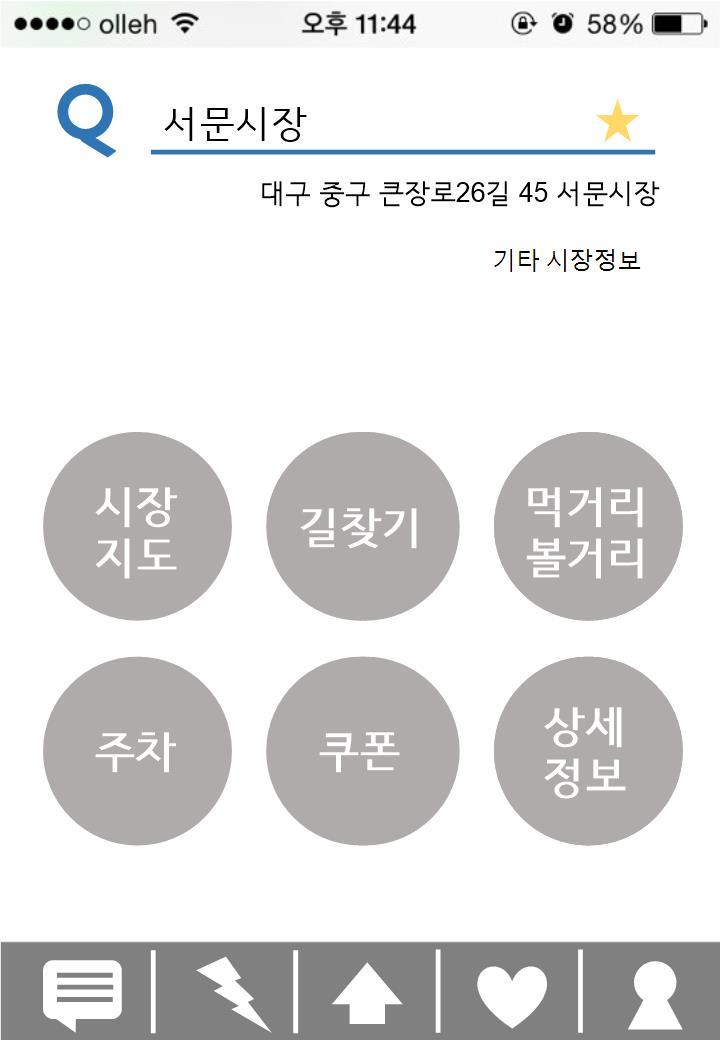 olleh 오후 11:44 58%
서문시장
대구 중구 큰장로26길 45 서문시장
기타 시장정보
시장
지도
길찾기
먹거리
볼거리
주차
쿠폰
상세
정보